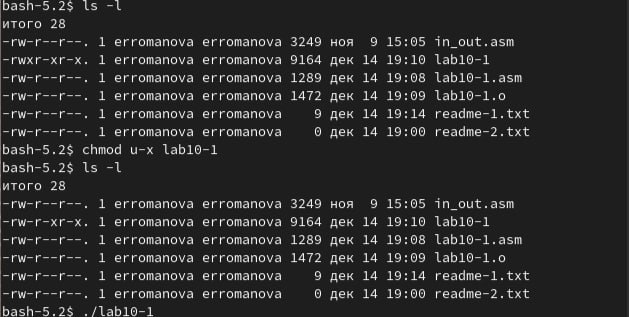 bash-5.2$ ls -l
итого 28
-rw-r--r--. 1 erromanova erromanova 3249 ноя  9 15:05 in_out.asm
-rwxr-xr-x. 1 erromanova erromanova 9164 дек 14 19:10 lab10-1
-rw-r--r--. 1 erromanova erromanova 1289 дек 14 19:08 lab10-1.asm
-rw-r--r--. 1 erromanova erromanova 1472 дек 14 19:09 lab10-1.o
-rw-r--r--. 1 erromanova erromanova    9 дек 14 19:14 readme-1.txt
-rw-r--r--. 1 erromanova erromanova    0 дек 14 19:00 readme-2.txt
bash-5.2$ chmod u-x lab10-1
bash-5.2$ ls -l
итого 28
-rw-r--r--. 1 erromanova erromanova 3249 ноя  9 15:05 in_out.asm
-rw-r-xr-x. 1 erromanova erromanova 9164 дек 14 19:10 lab10-1
-rw-r--r--. 1 erromanova erromanova 1289 дек 14 19:08 lab10-1.asm
-rw-r--r--. 1 erromanova erromanova 1472 дек 14 19:09 lab10-1.o
-rw-r--r--. 1 erromanova erromanova    9 дек 14 19:14 readme-1.txt
-rw-r--r--. 1 erromanova erromanova    0 дек 14 19:00 readme-2.txt
bash-5.2$ ./lab10-1